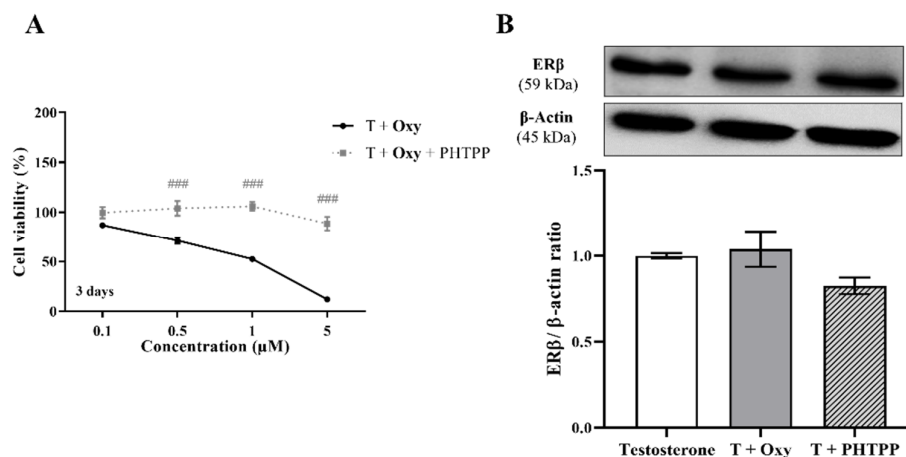 A
B
ERβ
(59 kDa)
β-Actin
(45 kDa)
T + Oxy
T + Oxy + PHTPP
Cell viability (%)
200
150
100
50
0
###
###
###
3 days
0.1
0.5
1
5
Concentration (µM)
ERβ/ β-actin ratio
1.5
1.0
0.5
0.0
Testosterone
T + Oxy
T + PHTPP